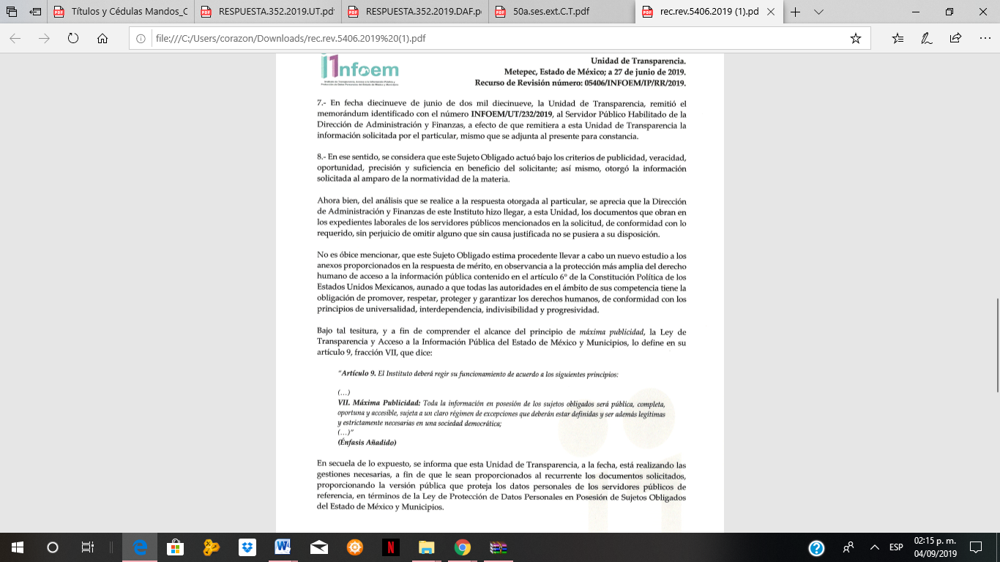 Títulos y Cédulas Mandos_C
RESPUESTA.352.2019.UT.pdf
RESPUESTA.352.2019.DAF.p
50a.ses.ext.C.T.pdf
rec.rev.5406.2019 (1).pd
file:///C:/Users/corazon/Downloads/rec.rev.5406.2019%20(1).pdf
infoem
Instituto de Transparencia, Acceso a la Información Pública y
Protección de Datos Personales del Estado de México y Municipios
Unidad de Transparencia.
Metepec, Estado de México; a 27 de junio de 2019.
Recurso de Revisión número: 05406/INFOEM/IP/RR/2019.
7.- En fecha diecinueve de junio de dos mil diecinueve, la Unidad de Transparencia, remitió el
memorándum identificado con el número INFOEM/UT/232/2019, al Servidor Público Habilitado de la
Dirección de Administración y Finanzas, a efecto de que remitiera a esta Unidad de Transparencia la
información solicitada por el particular, mismo que se adjunta al presente para constancia.
8.- En ese sentido, se considera que este Sujeto Obligado actuó bajo los criterios de publicidad, veracidad,
oportunidad, precisión y suficiencia en beneficio del solicitante; así mismo, otorgó la información
solicitada al amparo de la normatividad de la materia.
Ahora bien, del análisis que se realice a la respuesta otorgada al particular, se aprecia que la Dirección
de Administración y Finanzas de este Instituto hizo llegar, a esta Unidad, los documentos que obran en
los expedientes laborales de los servidores públicos mencionados en la solicitud, de conformidad con lo
requerido, sin perjuicio de omitir alguno que sin causa justificada no se pusiera a su disposición.
No es óbice mencionar, que este Sujeto Obligado estima procedente llevar a cabo un nuevo estudio a los
anexos proporcionados en la respuesta de mérito, en observancia a la protección más amplia del derecho
humano de acceso a la información pública contenido en el artículo 6º de la Constitución Política de los
Estados Unidos Mexicanos, aunado a que todas las autoridades en el ámbito de sus competencia tiene la
obligación de promover, respetar, proteger y garantizar los derechos humanos, de conformidad con los
principios de universalidad, interdependencia, indivisibilidad y progresividad.
Bajo tal tesitura, y a fin de comprender el alcance del principio de máxima publicidad, la Ley de
Transparencia y Acceso a la Información Pública del Estado de México y Municipios, lo define en su
artículo 9, fracción VII, que dice:
"Artículo 9. El Instituto deberá regir su funcionamiento de acuerdo a los siguientes principios:
(...)
VII. Máxima Publicidad: Toda la información en posesión de los sujetos obligados será pública, completa,
oportuna y accesible, sujeta a un claro régimen de excepciones que deberán estar definidas y ser además legítimas
y estrictamente necesarias en una sociedad democrática;
(...)"
(Énfasis Añadido)
En secuela de lo expuesto, se informa que esta Unidad de Transparencia, a la fecha, está realizando las
gestiones necesarias, a fin de que le sean proporcionados al recurrente los documentos solicitados,
proporcionando la versión pública que proteja los datos personales de los servidores públicos de
referencia, en términos de la Ley de Protección de Datos Personales en Posesión de Sujetos Obligados
del Estado de México y Municipios.
ESP
02:15 p. m.
04/09/2019